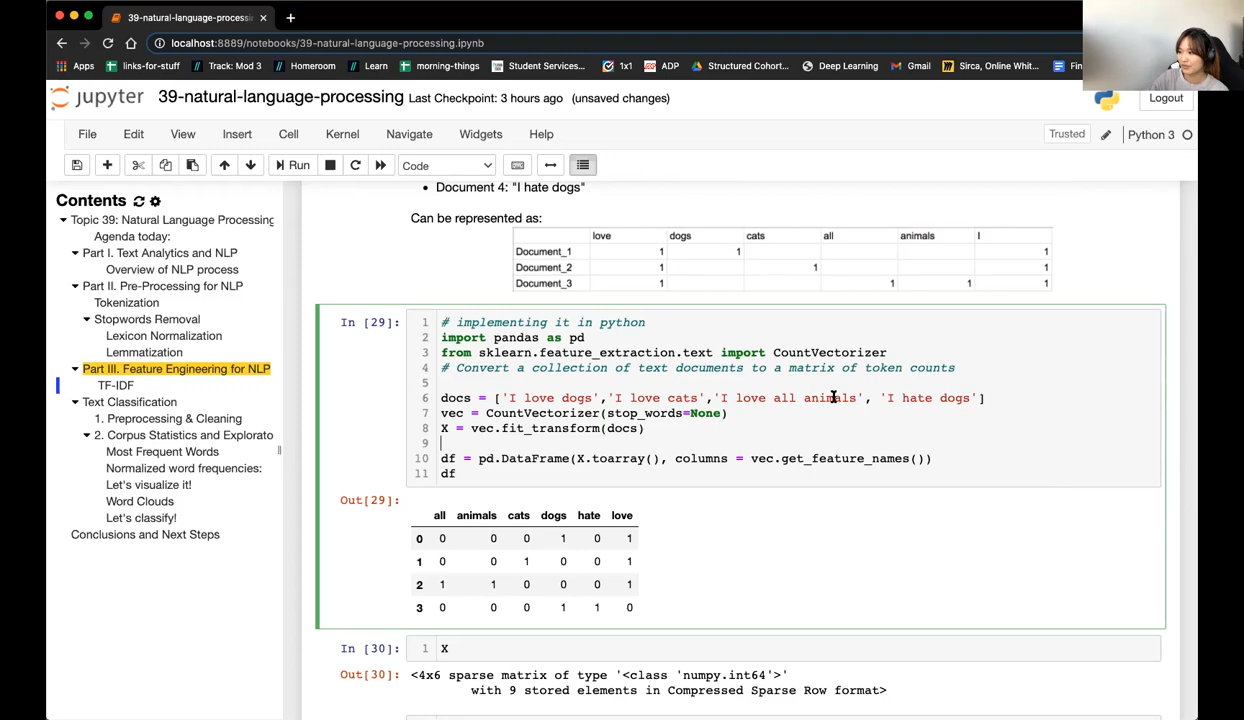 39-natural-language-processi
localhost:8889/notebooks/39-natural-language-processing.ipynb
Apps links-for-stuff Track: Mod 3 Homeroom Learn morning-things Student Services... 1x1 ADP Structured Cohort... Deep Learning Gmail Sirca, Online Whit... Fin
jupyter 39-natural-language-processing Last Checkpoint: 3 hours ago (unsaved changes) Logout
File Edit View Insert Cell Kernel Navigate Widgets Help Trusted Python 3
Run Code
Contents
Topic 39: Natural Language Processing
Agenda today:
Part I. Text Analytics and NLP
Overview of NLP process
Part II. Pre-Processing for NLP
Tokenization
Stopwords Removal
Lexicon Normalization
Lemmatization
Part III. Feature Engineering for NLP
TF-IDF
Text Classification
1. Preprocessing & Cleaning
2. Corpus Statistics and Explorato
Most Frequent Words
Normalized word frequencies:
Let's visualize it!
Word Clouds
Let's classify!
Conclusions and Next Steps
• Document 4: "I hate dogs"
Can be represented as:
love dogs cats all animals I
Document_1 1 1 1
Document_2 1 1 1
Document_3 1 1 1 1
In [29]:
1 # implementing it in python
2 import pandas as pd
3 from sklearn.feature_extraction.text import CountVectorizer
4 # Convert a collection of text documents to a matrix of token counts
5
6 docs = ['I love dogs','I love cats','I love all animals', 'I hate dogs']
7 vec = CountVectorizer(stop_words=None)
8 X = vec.fit_transform(docs)
9
10 df = pd.DataFrame(X.toarray(), columns = vec.get_feature_names())
11 df
Out[29]:
all animals cats dogs hate love
0 0 0 0 1 0 1
1 0 0 1 0 0 1
2 1 1 0 0 0 1
3 0 0 0 1 1 0
In [30]: 1 X
Out[30]: <4x6 sparse matrix of type '<class 'numpy.int64'>'
with 9 stored elements in Compressed Sparse Row format>